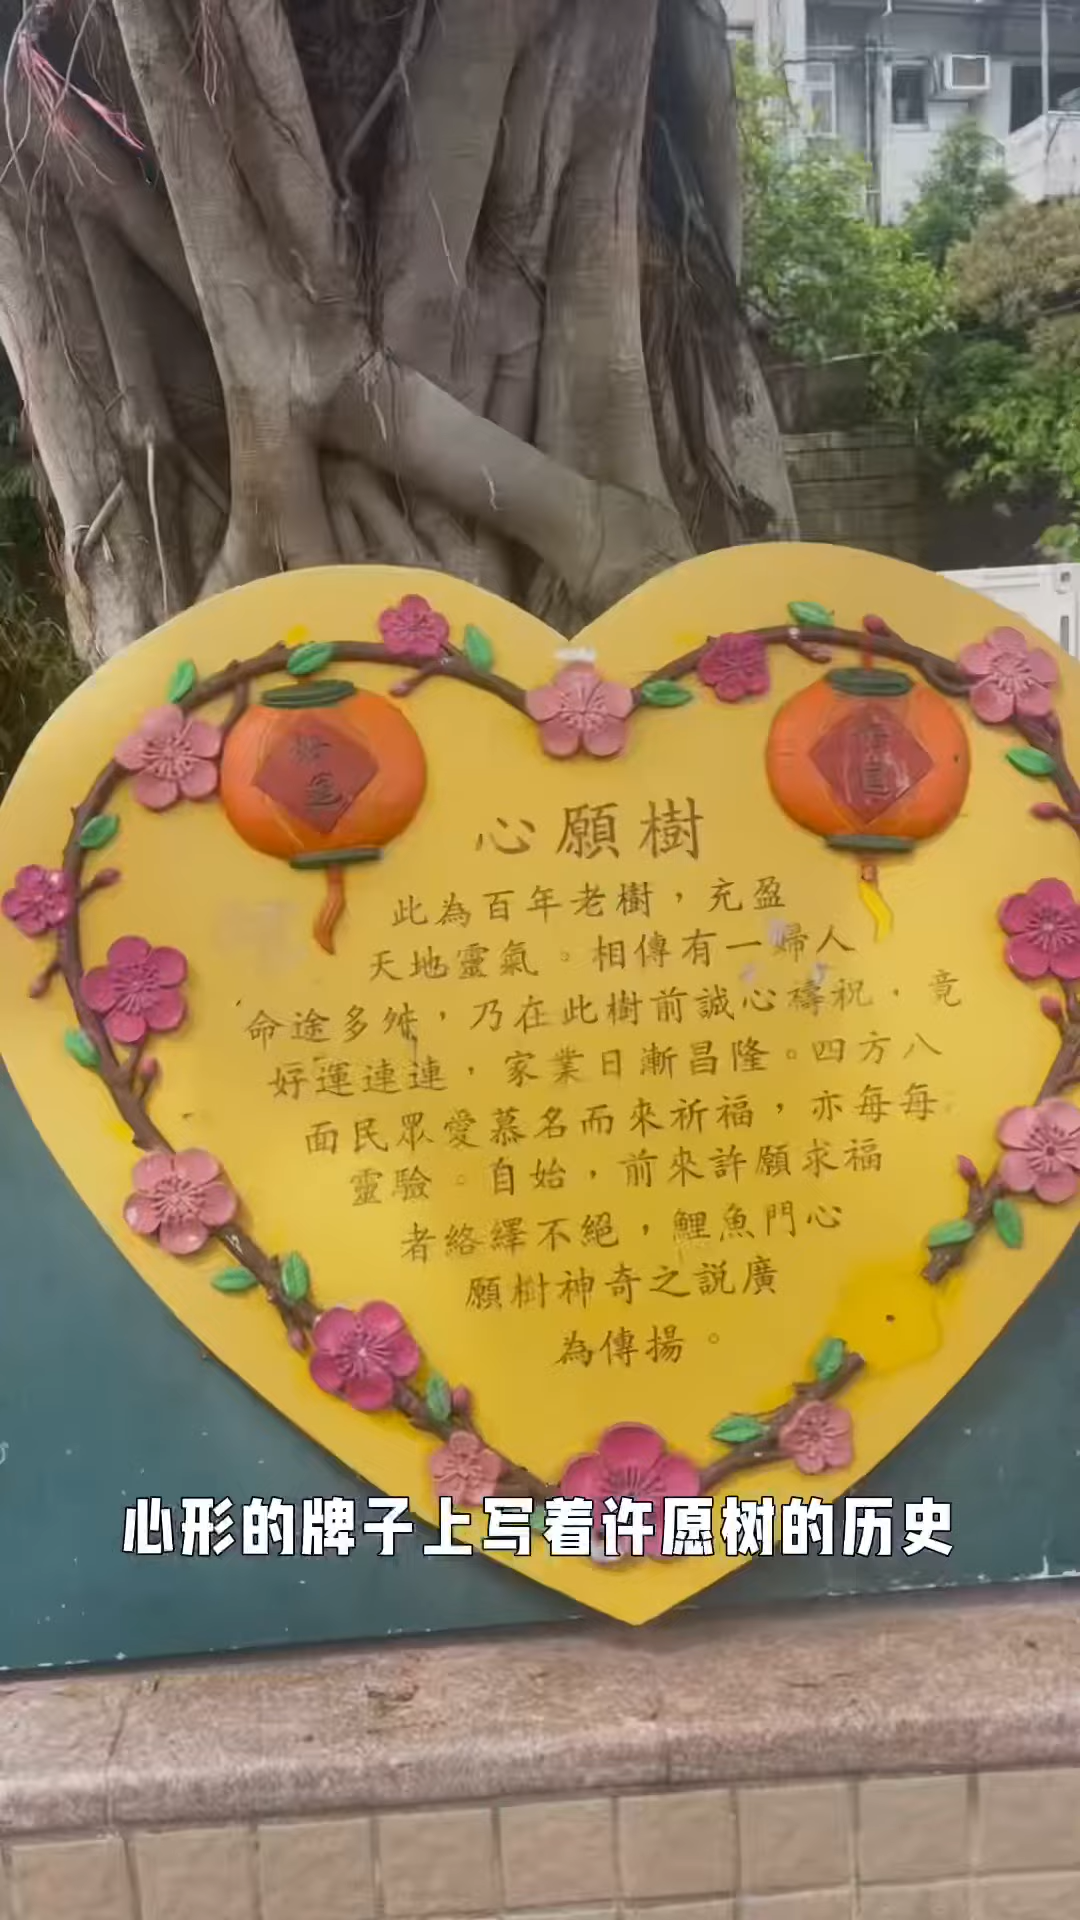 好運
心願樹
此為百年老樹，充盈
天地靈氣。相傳有一婦人
命途多舛，乃在此樹前誠心禱祝，竟
好運連連，家業日漸昌隆。四方八
面民眾愛慕名而來祈福，亦每每
靈驗。自始，前來許願求福
者絡繹不絕，鯉魚門心
願樹神奇之說廣
為傳揚。
心形的牌子上写着许愿树的历史